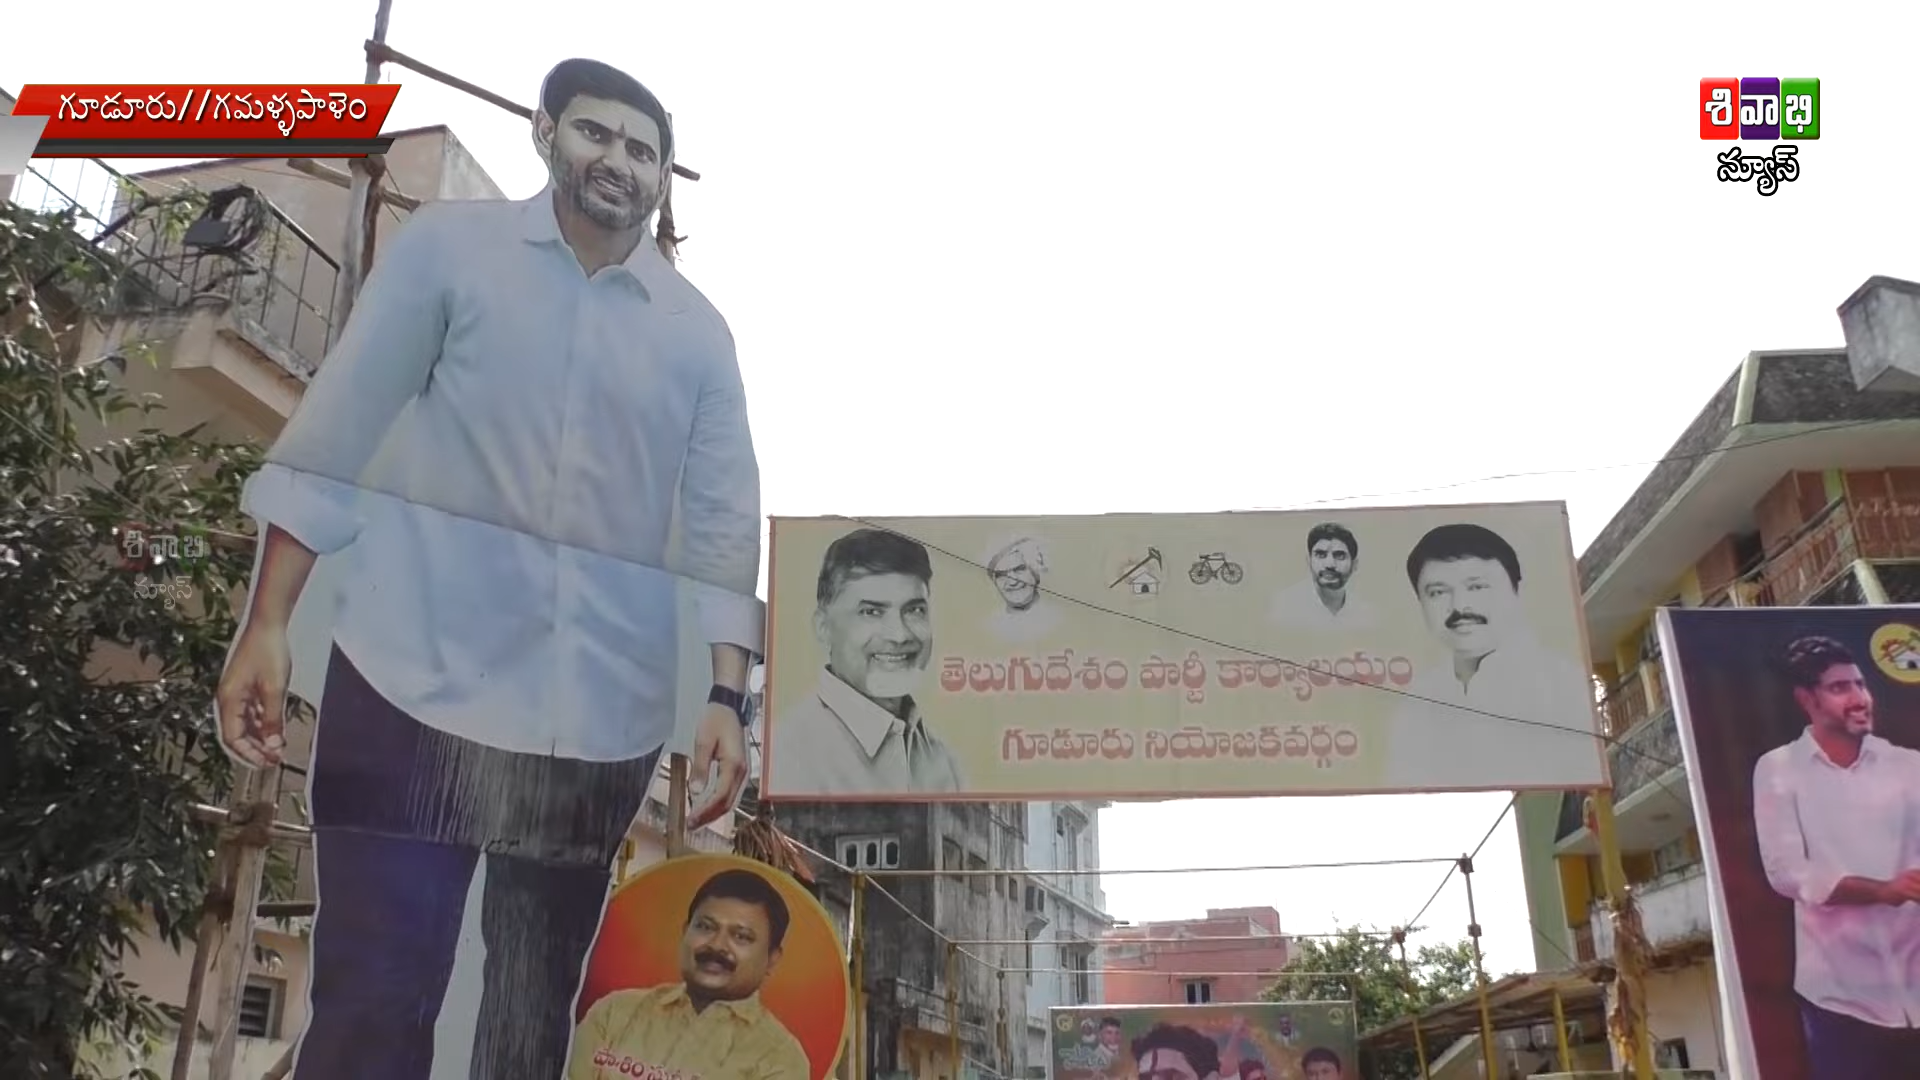 గూడూరు//గమళ్ళపాళెం
శివాభి
న్యూస్
శివాభి
న్యూస్
తెలుగుదేశం పార్టీ కార్యాలయం
గూడూరు నియోజకవర్గం